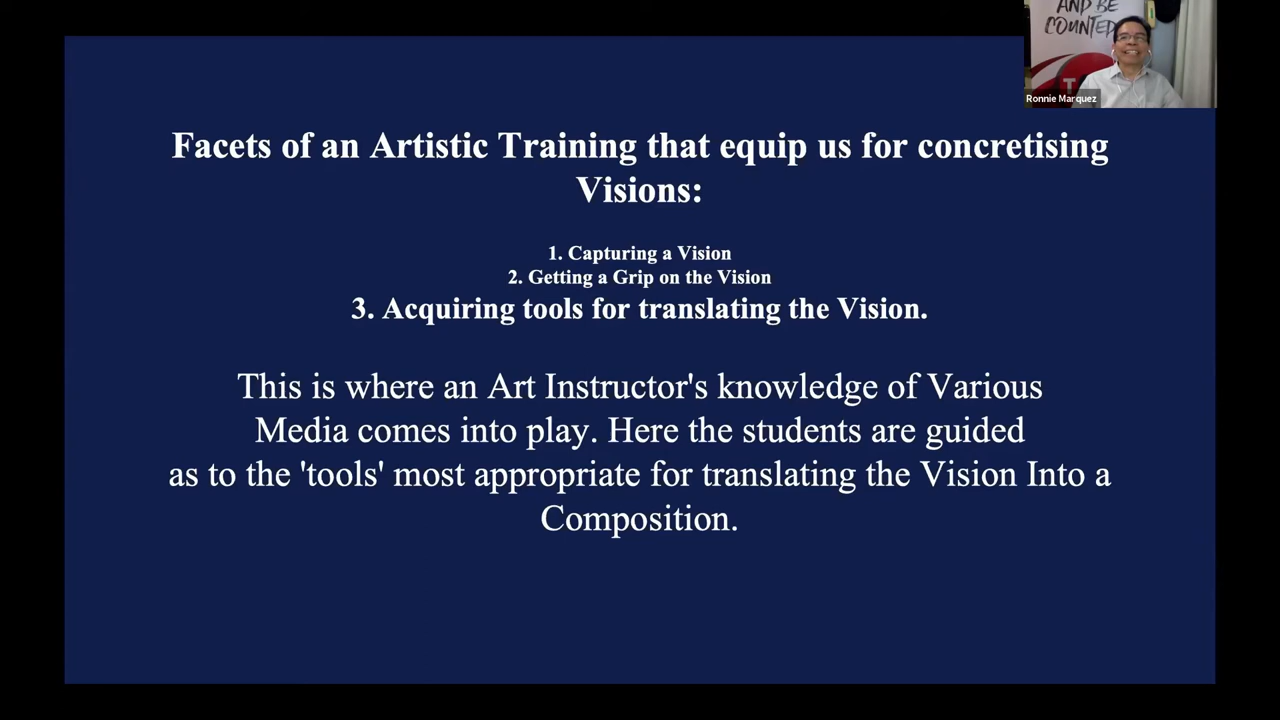 AND BE
COUNTED
T
Ronnie Marquez
Facets of an Artistic Training that equip us for concretising
Visions:
1. Capturing a Vision
2. Getting a Grip on the Vision
3. Acquiring tools for translating the Vision.
This is where an Art Instructor's knowledge of Various
Media comes into play. Here the students are guided
as to the 'tools' most appropriate for translating the Vision Into a
Composition.